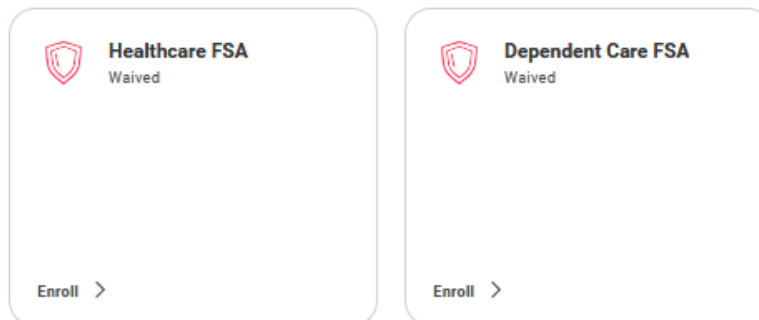 Healthcare FSA
Waived
Enroll
Dependent Care FSA
Waived
Enroll